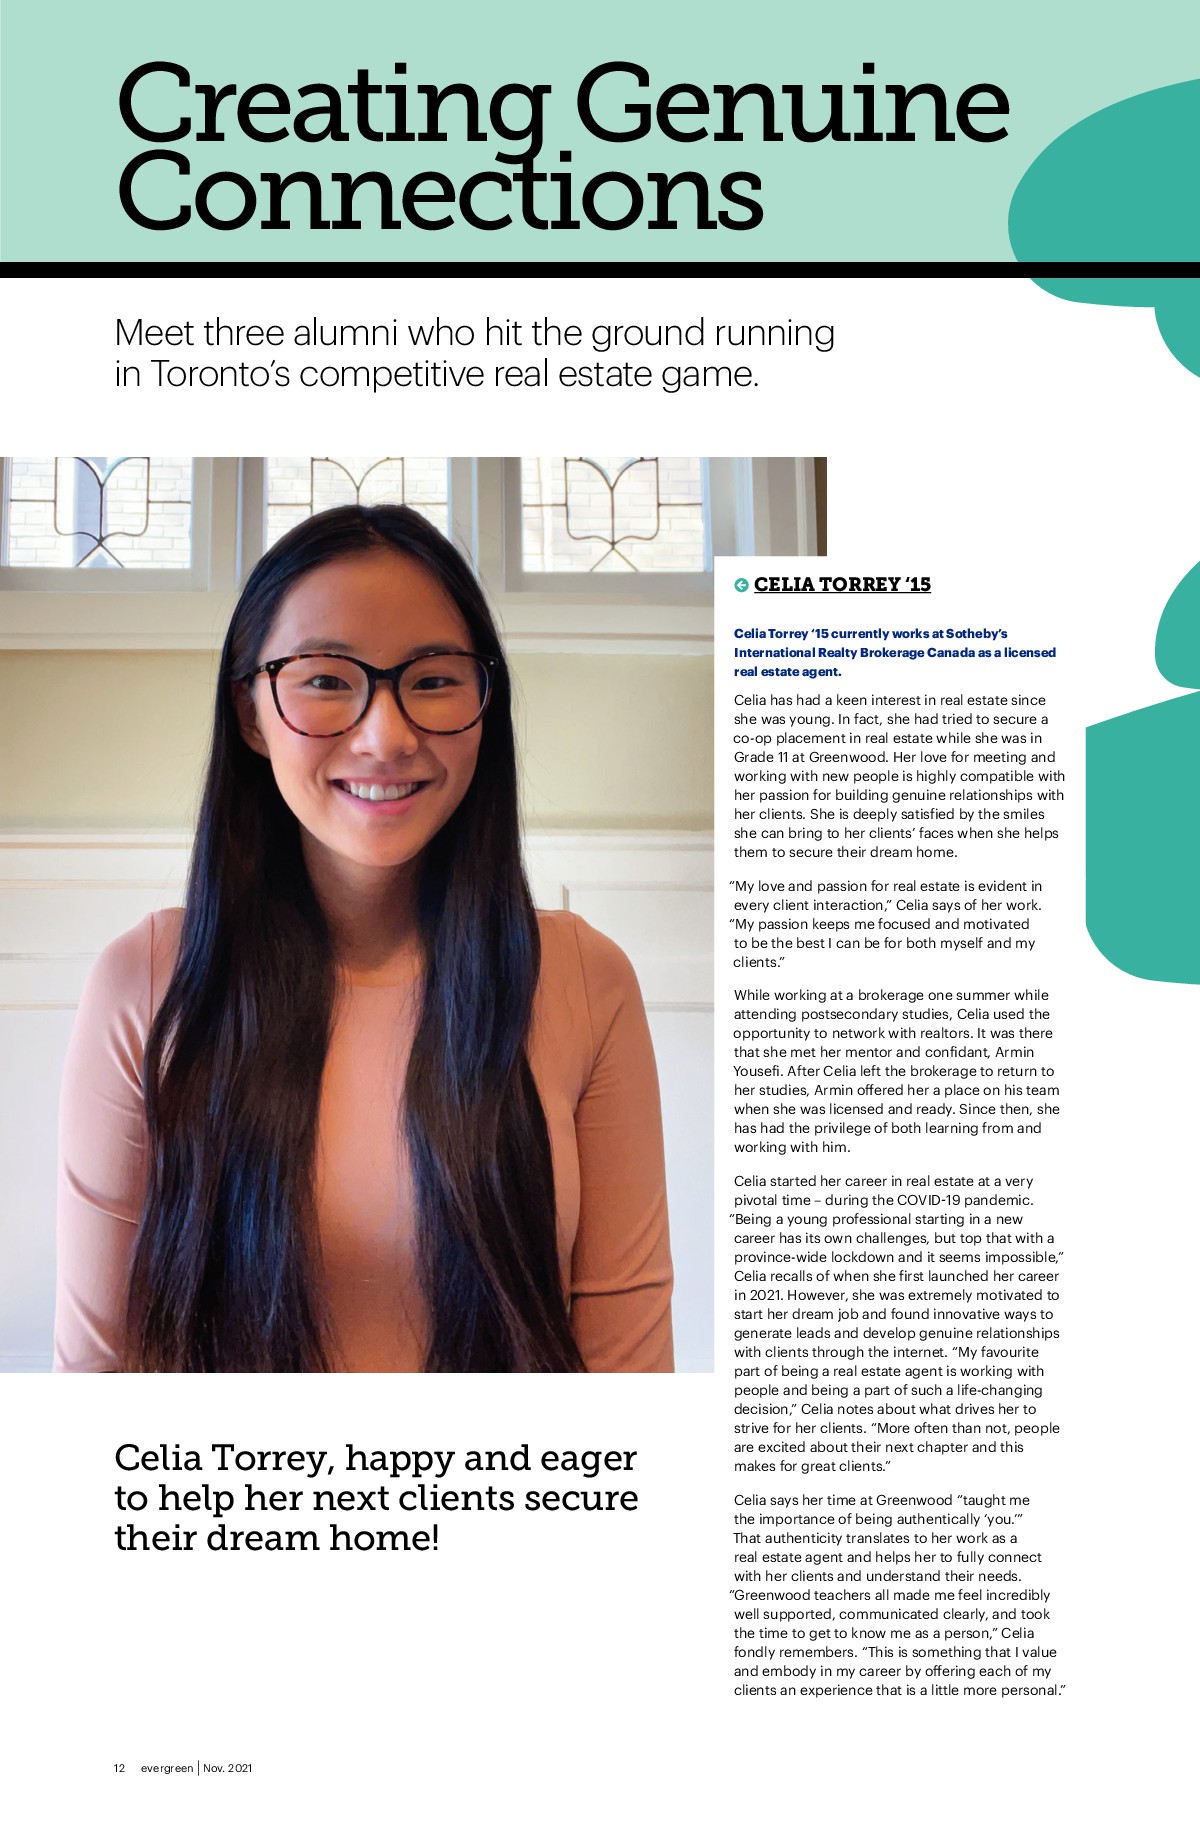 Creating Genuine
Connections
Meet three alumni who hit the ground running
in Toronto’s competitive real estate game.
CELIA TORREY ‘15
Celia Torrey ‘15 currently works at Sotheby’s
International Realty Brokerage Canada as a licensed
real estate agent.
Celia has had a keen interest in real estate since
she was young. In fact, she had tried to secure a
co-op placement in real estate while she was in
Grade 11 at Greenwood. Her love for meeting and
working with new people is highly compatible with
her passion for building genuine relationships with
her clients. She is deeply satisfied by the smiles
she can bring to her clients’ faces when she helps
them to secure their dream home.
“My love and passion for real estate is evident in
every client interaction,” Celia says of her work.
“My passion keeps me focused and motivated
to be the best I can be for both myself and my
clients.”
While working at a brokerage one summer while
attending postsecondary studies, Celia used the
opportunity to network with realtors. It was there
that she met her mentor and confidant, Armin
Yousefi. After Celia left the brokerage to return to
her studies, Armin offered her a place on his team
when she was licensed and ready. Since then, she
has had the privilege of both learning from and
working with him.
Celia started her career in real estate at a very
pivotal time – during the COVID-19 pandemic.
“Being a young professional starting in a new
career has its own challenges, but top that with a
province-wide lockdown and it seems impossible,”
Celia recalls of when she first launched her career
in 2021. However, she was extremely motivated to
start her dream job and found innovative ways to
generate leads and develop genuine relationships
with clients through the internet. “My favourite
part of being a real estate agent is working with
people and being a part of such a life-changing
decision,” Celia notes about what drives her to
strive for her clients. “More often than not, people
are excited about their next chapter and this
makes for great clients.”
Celia says her time at Greenwood “taught me
the importance of being authentically ‘you.’”
That authenticity translates to her work as a
real estate agent and helps her to fully connect
with her clients and understand their needs.
“Greenwood teachers all made me feel incredibly
well supported, communicated clearly, and took
the time to get to know me as a person,” Celia
fondly remembers. “This is something that I value
and embody in my career by offering each of my
clients an experience that is a little more personal.”
Celia Torrey, happy and eager
to help her next clients secure
their dream home!
12 evergreen | Nov. 2021